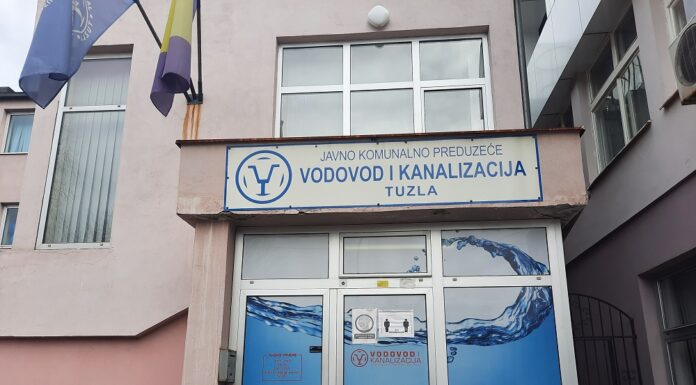 JAVNO KOMUNALNO PREDUZEĆE
VODOVOD I KANALIZACIJA
TUZLA
VODOVOD I
KANALIZACIJA